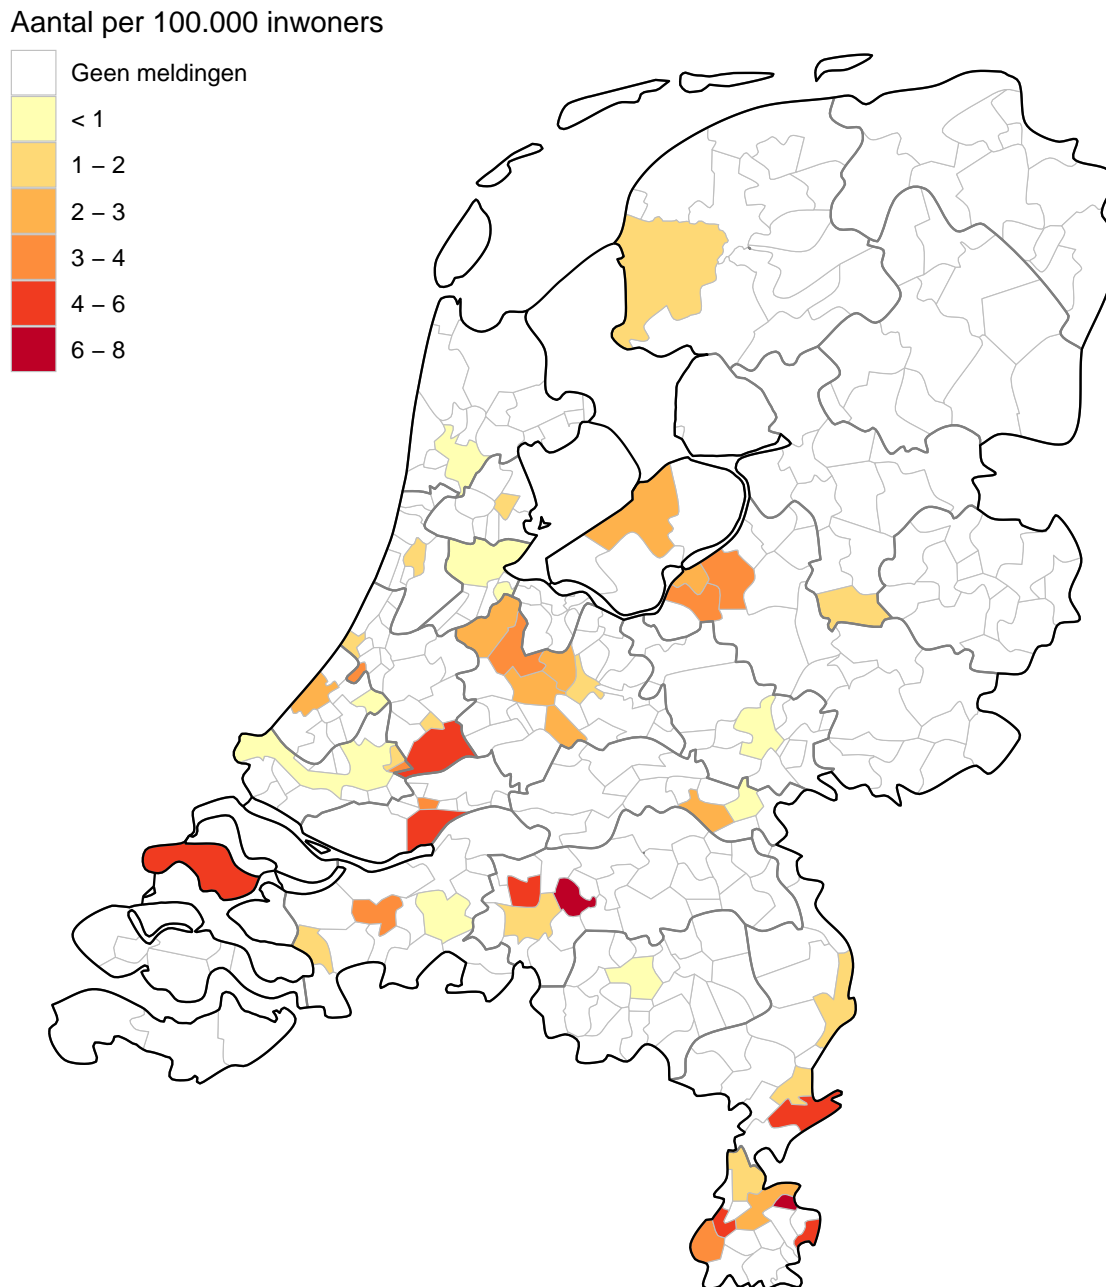 Aantal per 100.000 inwoners
Geen meldingen
< 1
1 – 2
2 – 3
3 – 4
4 – 6
6 – 8